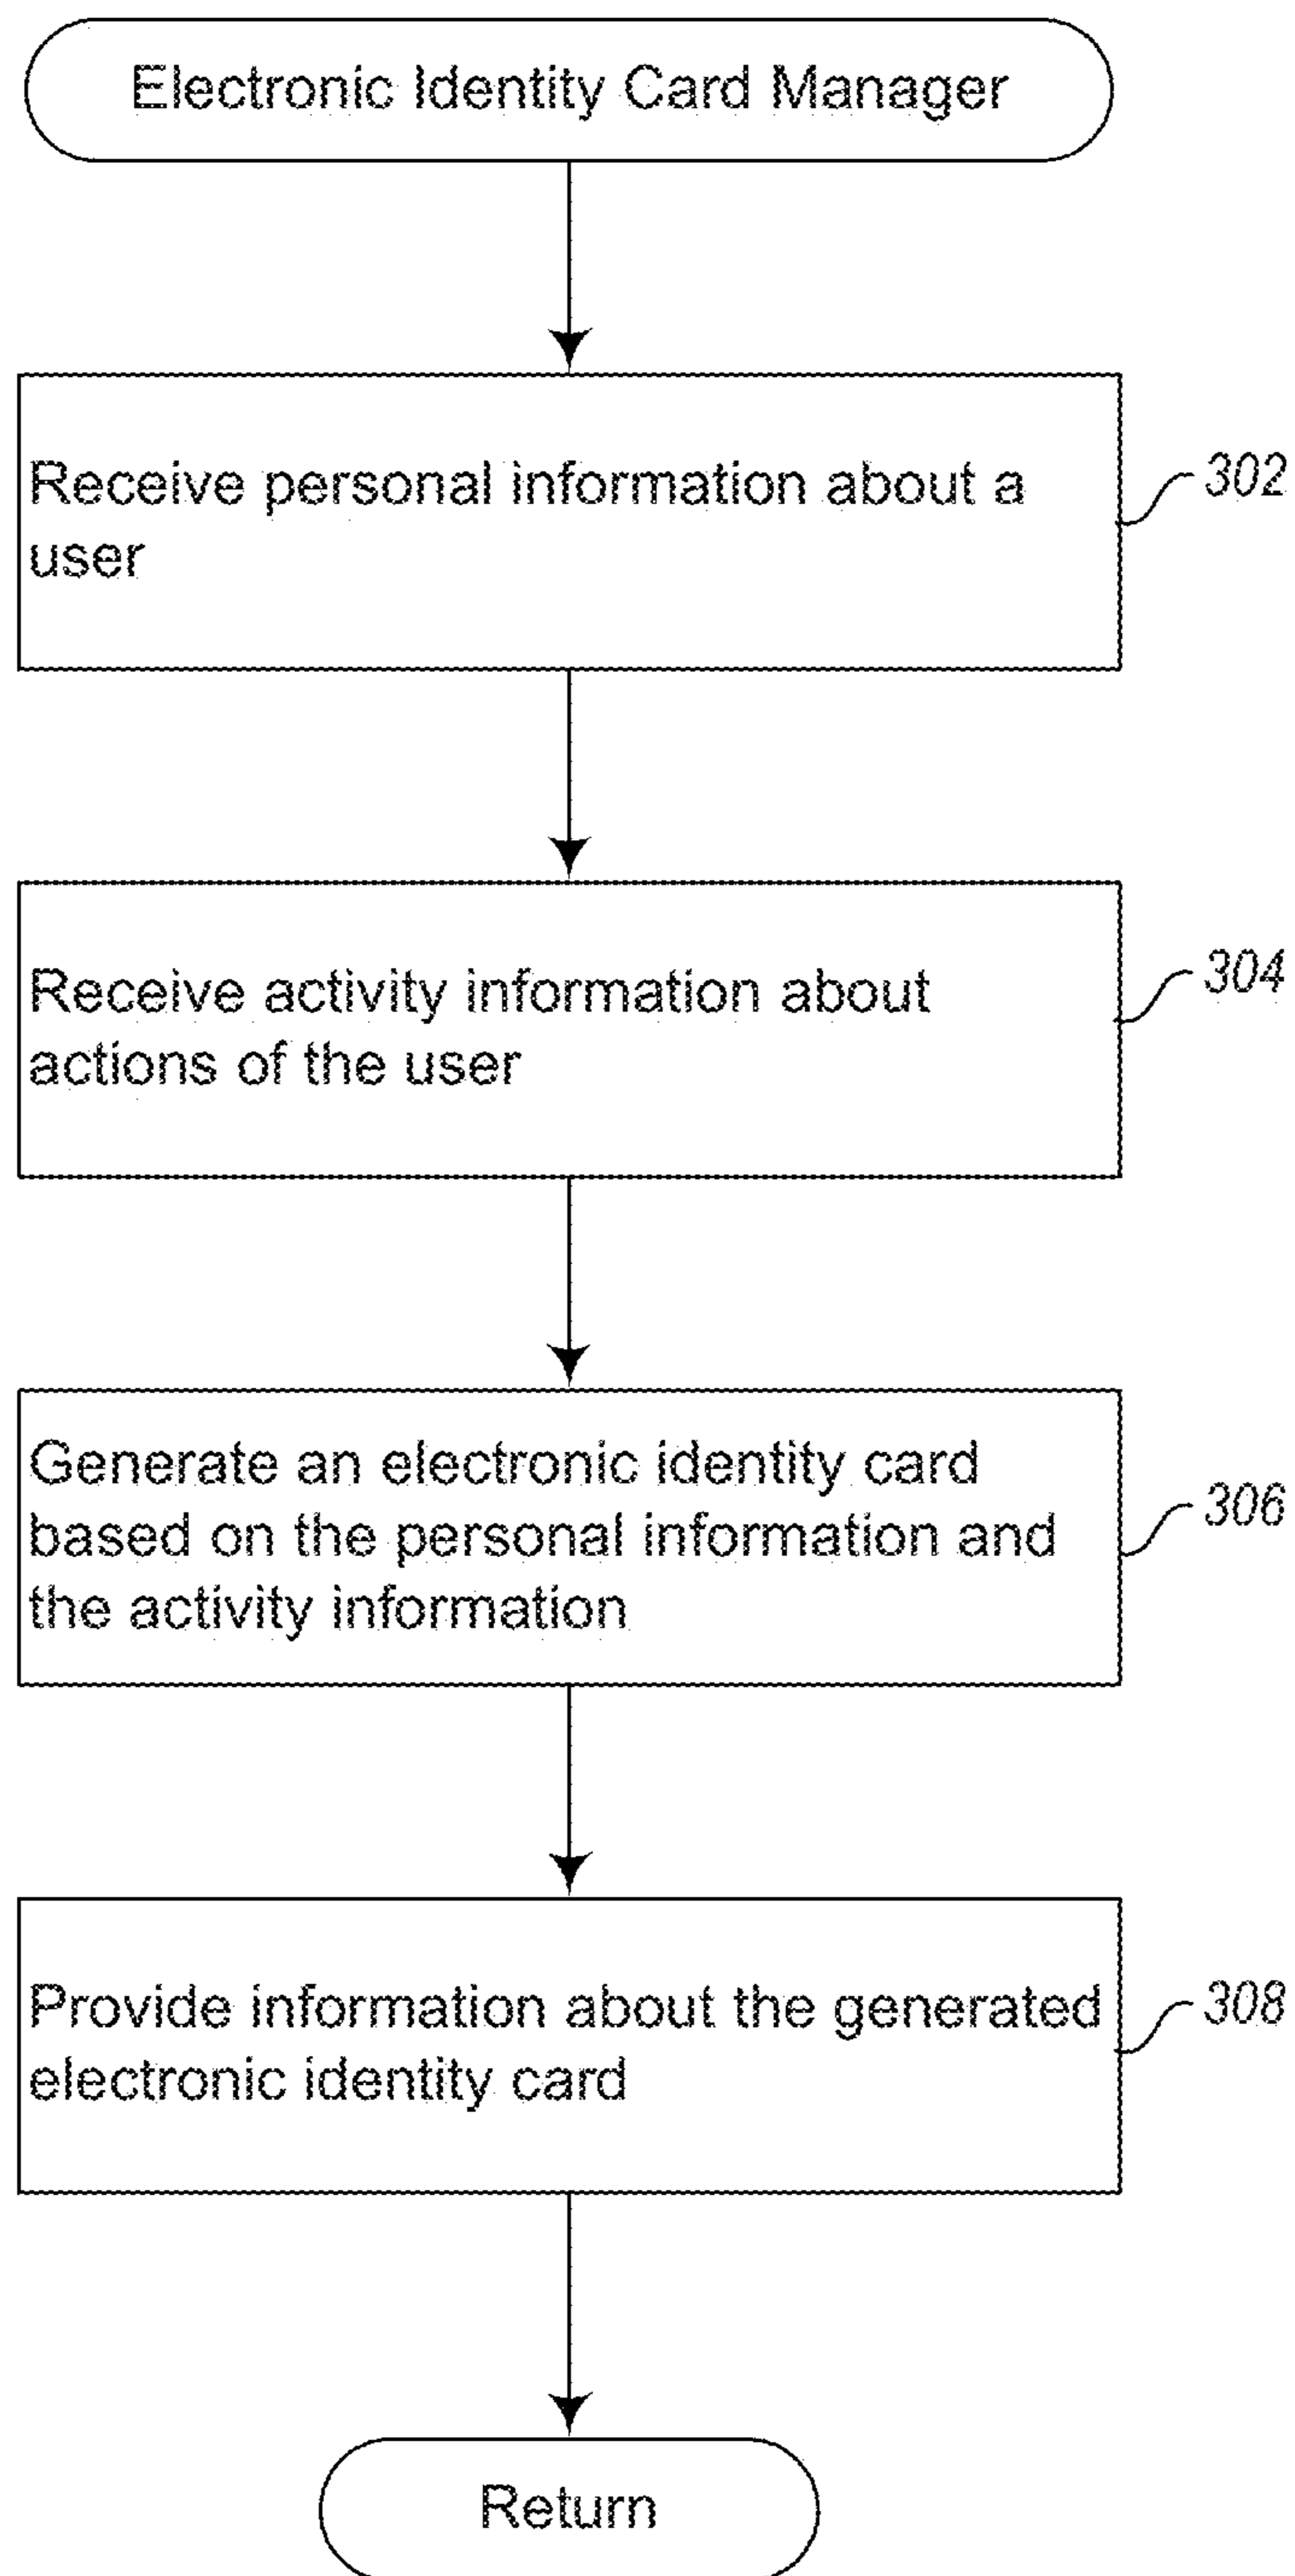 Electronic Identity Card Manager
Receive personal information about a
user
302
Receive activity information about
actions of the user
304
Generate an electronic identity card
based on the personal information and
the activity information
306
Provide information about the generated
electronic identity card
308
Return